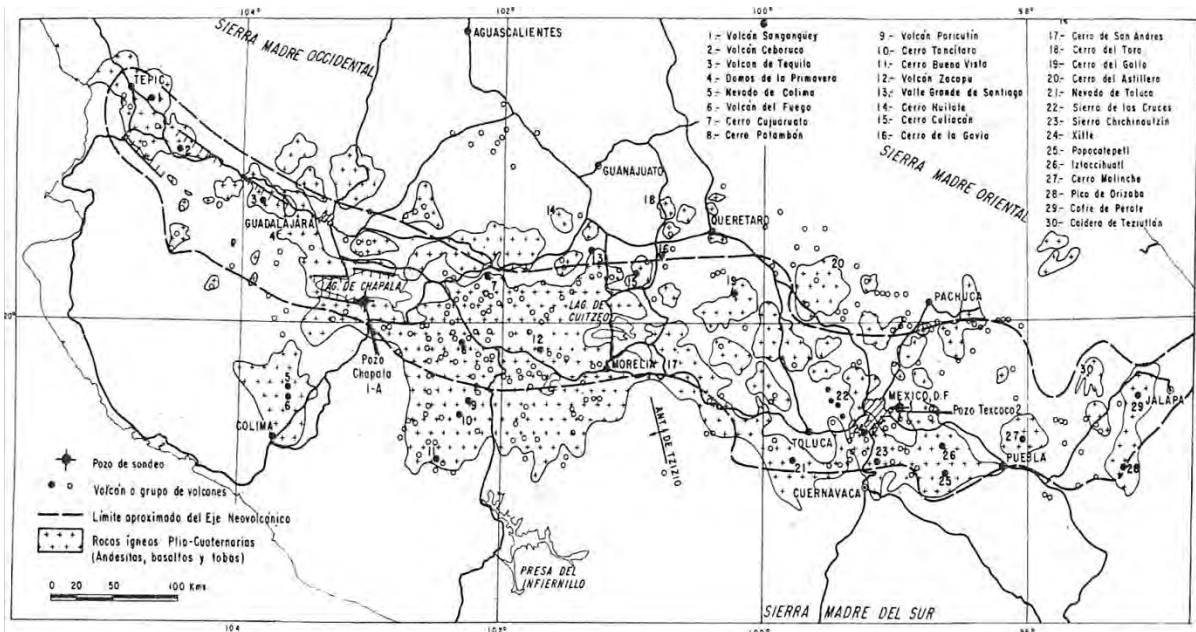 104°
102°
100°
98°
SIERRA MADRE OCCIDENTAL
AGUASCALIENTES
TEPIC
GUADALAJARA
LAG. DE CHAPALA
Pozo
Chapala
1-A
COLIMA
GUANAJUATO
QUERETARO
LAG. DE
CUITZEO
MORELIA
ANT. DE TZIZIO
PRESA DEL
INFIERNILLO
TOLUCA
MEXICO, D.F.
Pozo Texcoco 2
CUERNAVACA
PACHUCA
PUEBLA
JALAPA
SIERRA MADRE ORIENTAL
SIERRA MADRE DEL SUR
20°
1.- Volcán Sangangüey
2.- Volcán Ceboruco
3.- Volcan de Tequila
4.- Domos de la Primavera
5.- Nevado de Colima
6.- Volcán del Fuego
7.- Cerro Cujuaruato
8.- Cerro Patambán
9.- Volcán Paricutín
10.- Cerro Tancítaro
11.- Cerro Buena Vista
12.- Volcán Zacapu
13.- Valle Grande de Santiago
14.- Cerro Huilote
15.- Cerro Culiacán
16.- Cerro de la Gavia
17.- Cerro de San Andres
18.- Cerro del Toro
19.- Cerro del Gallo
20.- Cerro del Astillero
21.- Nevado de Toluca
22.- Sierra de las Cruces
23.- Sierra Chichinautzin
24.- Xitle
25.- Popocatepetl
26.- Iztaccihuatl
27.- Cerro Malinche
28.- Pico de Orizaba
29.- Cofre de Perote
30.- Caldera de Teziutlán
Pozo de sondeo
Volcán o grupo de volcanes
Límite aproximado del Eje Neovolcánico
Rocas ígneas Plio-Cuaternarias
(Andesitas, basaltos y tobas)
0 20 50 100 Kms